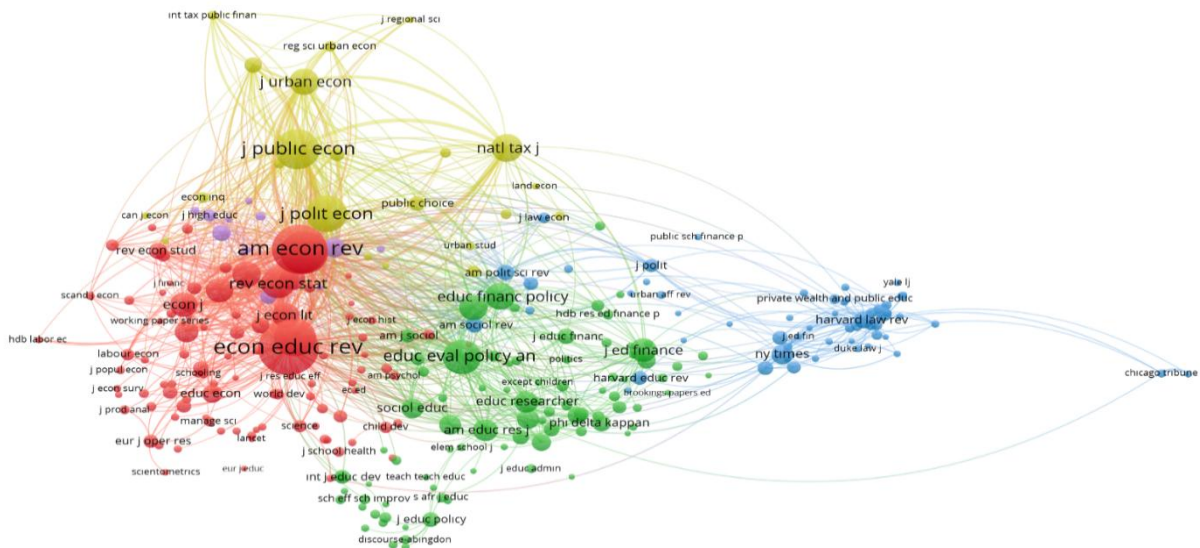 int tax public finan
j regional sci
reg sci urban econ
j urban econ
j public econ
natl tax j
land econ
econ inq
public choice
can j econ
j high educ
j polit econ
j law econ
public sch finance p
am econ rev
rev econ stud
urban stud
j polit
am polit sci rev
j financ
rev econ stat
yale lj
scand j econ
educ financ policy
urban aff rev
private wealth and public educ
econ j
hdb res ed finance p
working paper series
j econ lit
j econ hist
am sociol rev
harvard law rev
hdb labor ec
am j sociol
j educ financ
j ed fin
econ educ rev
duke law j
labour econ
educ eval policy an
politics
j ed finance
ny times
j popul econ
schooling
j res educ eff
am psychol
chicago tribune
except children
harvard educ rev
j econ surv
educ econ
world dev
ec ed
brookings papers ed
j prod anal
sociol educ
educ researcher
manage sci
science
child dev
am educ res j
phi delta kappan
eur j oper res
lancet
j school health
elem school j
scientometrics
eur j educ
j educ admin
int j educ dev
teach teach educ
sch eff sch improv
s afr j educ
j educ policy
discourse-abingdon